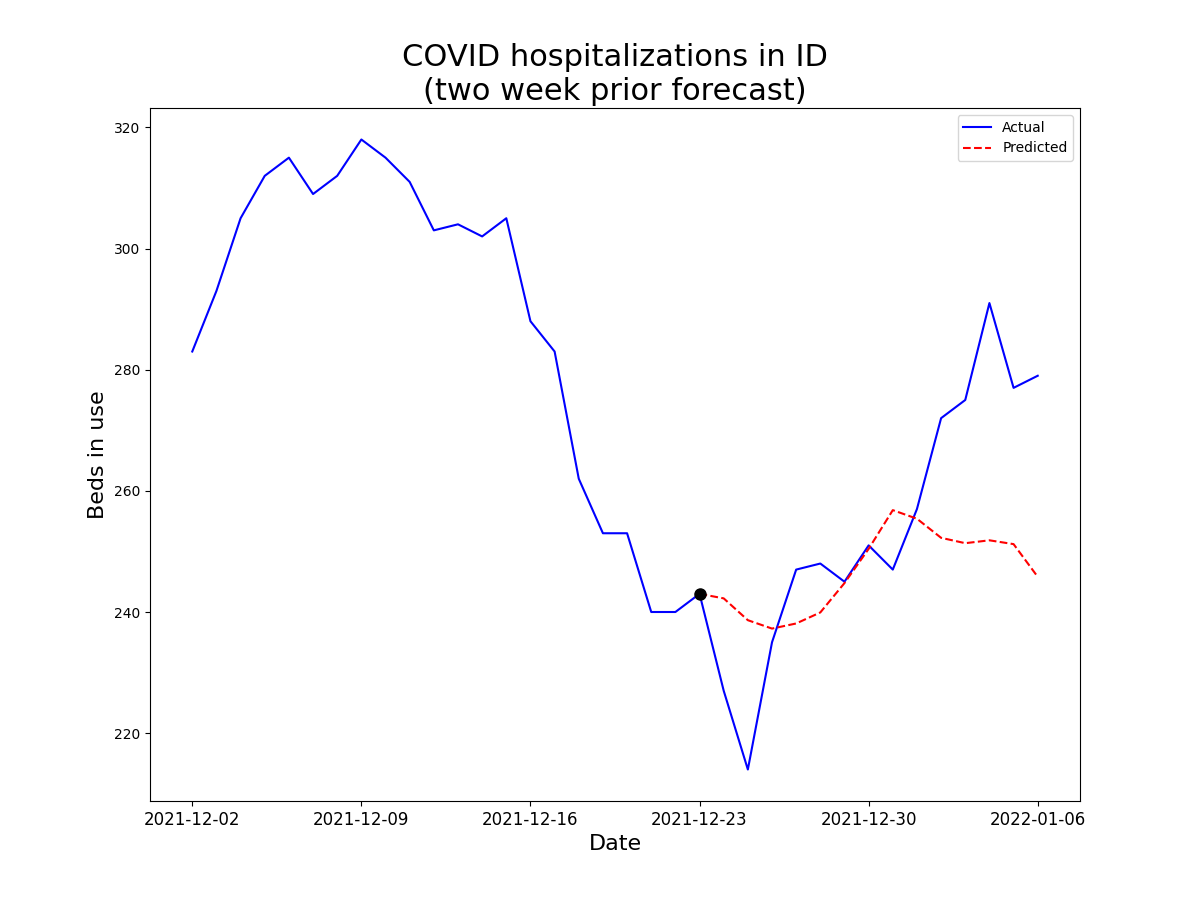 COVID hospitalizations in ID
(two week prior forecast)
Actual
Predicted
320
300
280
260
240
220
Beds in use
2021-12-02
2021-12-09
2021-12-16
2021-12-23
2021-12-30
2022-01-06
Date